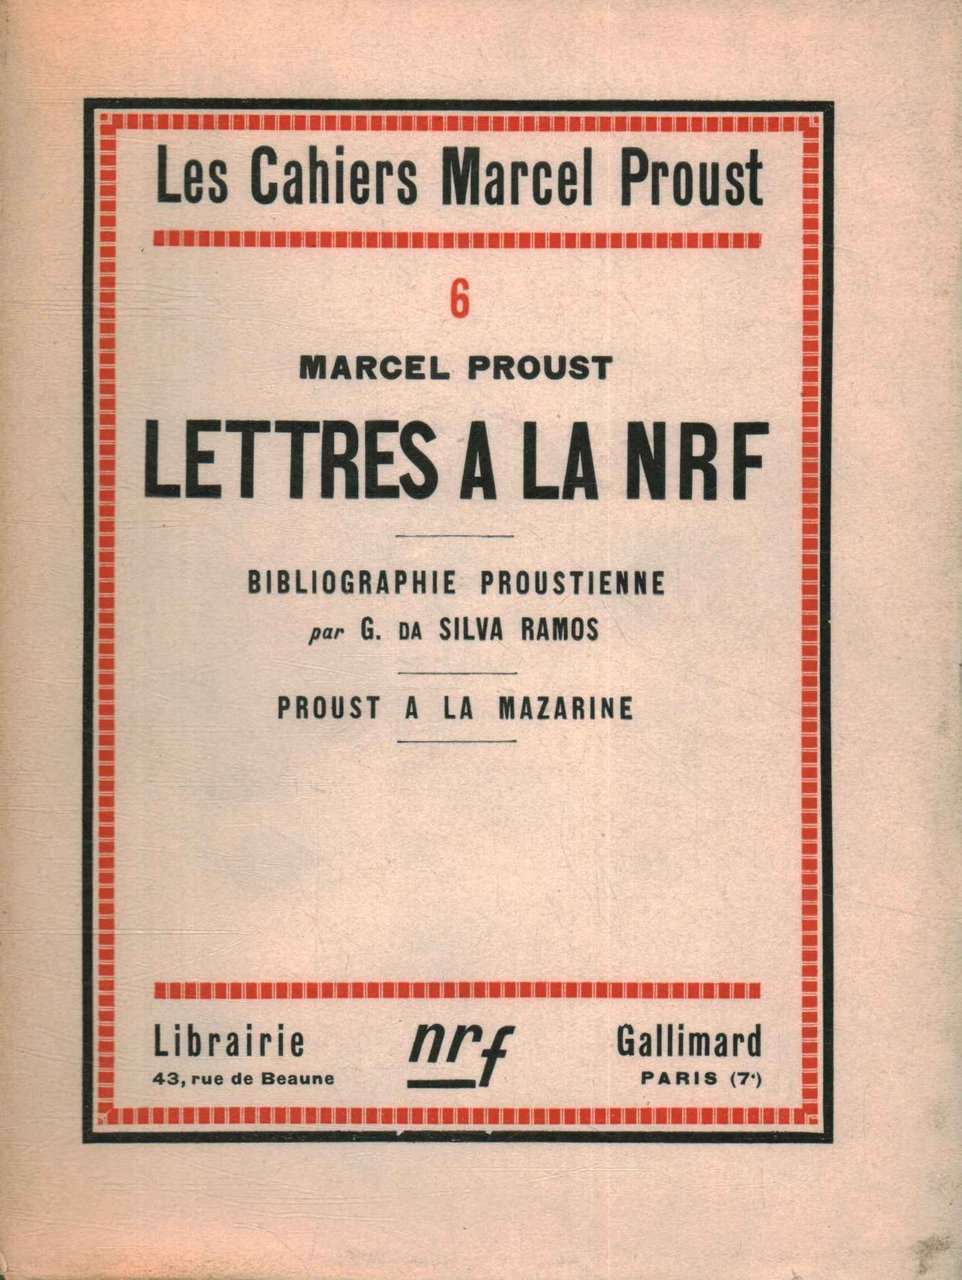 Les Cahiers Marcel Proust
6
MARCEL PROUST
LETTRES A LA NRF
BIBLIOGRAPHIE PROUSTIENNE
par G. DA SILVA RAMOS
PROUST A LA MAZARINE
Librairie nrf Gallimard
43, rue de Beaune PARIS (7e)